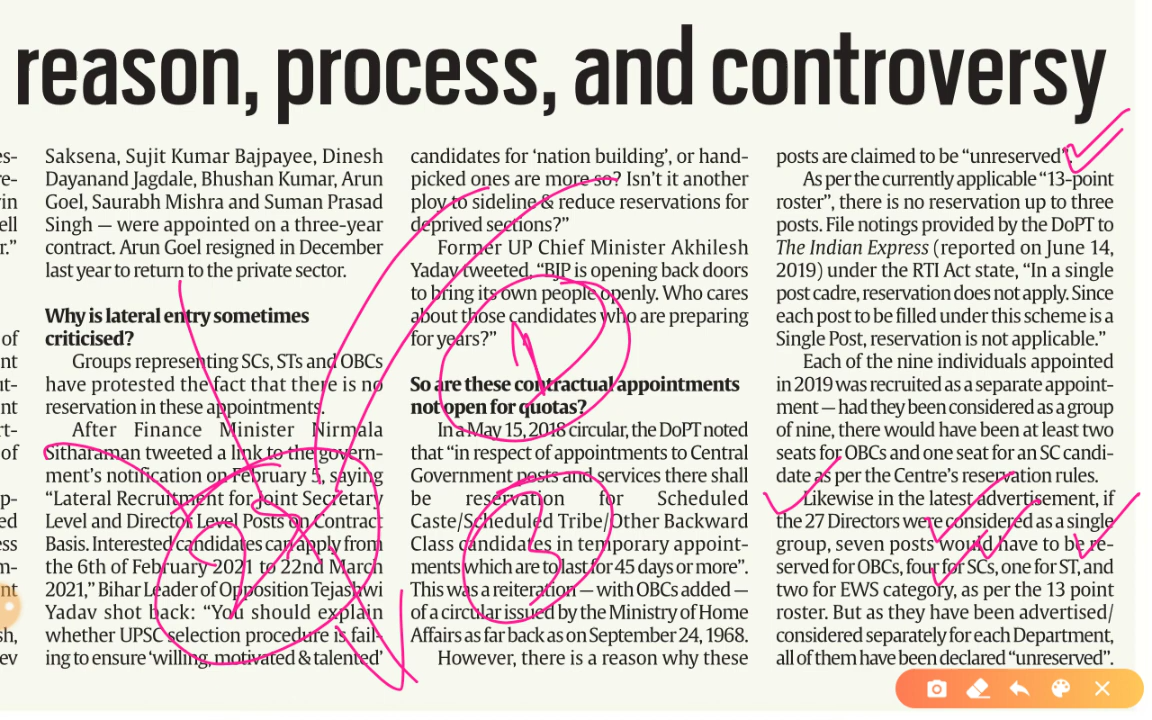 reason, process, and controversy
es-
re-
in
ell
r."
of
nt
ut-
nt
rt-
of
p-
ed
ess
m-
nt
sh,
ev
Saksena, Sujit Kumar Bajpayee, Dinesh
Dayanand Jagdale, Bhushan Kumar, Arun
Goel, Saurabh Mishra and Suman Prasad
Singh — were appointed on a three-year
contract. Arun Goel resigned in December
last year to return to the private sector.
Why is lateral entry sometimes
criticised?
Groups representing SCs, STs and OBCs
have protested the fact that there is no
reservation in these appointments.
After Finance Minister Nirmala
Sitharaman tweeted a link to the govern-
ment's notification on February 5, saying
"Lateral Recruitment for Joint Secretary
Level and Director Level Posts on Contract
Basis. Interested candidates can apply from
the 6th of February 2021 to 22nd March
2021," Bihar Leader of Opposition Tejashwi
Yadav shot back: "You should explain
whether UPSC selection procedure is fail-
ing to ensure 'willing, motivated & talented'
candidates for 'nation building', or hand-
picked ones are more so? Isn't it another
ploy to sideline & reduce reservations for
deprived sections?"
Former UP Chief Minister Akhilesh
Yadav tweeted, "BJP is opening back doors
to bring its own people openly. Who cares
about those candidates who are preparing
for years?"
So are these contractual appointments
not open for quotas?
In a May 15, 2018 circular, the DoPT noted
that "in respect of appointments to Central
Government posts and services there shall
be reservation for Scheduled
Caste/Scheduled Tribe/Other Backward
Class candidates in temporary appoint-
ments which are to last for 45 days or more".
This was a reiteration — with OBCs added —
of a circular issued by the Ministry of Home
Affairs as far back as on September 24, 1968.
However, there is a reason why these
posts are claimed to be "unreserved".
As per the currently applicable "13-point
roster", there is no reservation up to three
posts. File notings provided by the DoPT to
The Indian Express (reported on June 14,
2019) under the RTI Act state, "In a single
post cadre, reservation does not apply. Since
each post to be filled under this scheme is a
Single Post, reservation is not applicable."
Each of the nine individuals appointed
in 2019 was recruited as a separate appoint-
ment — had they been considered as a group
of nine, there would have been at least two
seats for OBCs and one seat for an SC candi-
date as per the Centre's reservation rules.
Likewise in the latest advertisement, if
the 27 Directors were considered as a single
group, seven posts would have to be re-
served for OBCs, four for SCs, one for ST, and
two for EWS category, as per the 13 point
roster. But as they have been advertised/
considered separately for each Department,
all of them have been declared "unreserved".
1
2
3